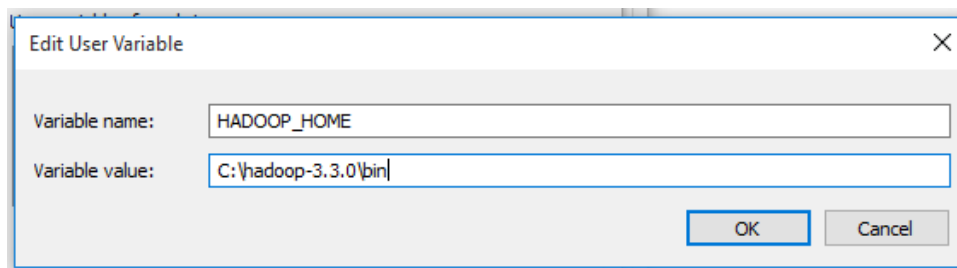 Edit User Variable
Variable name: HADOOP_HOME
Variable value: C:\hadoop-3.3.0\bin
OK Cancel